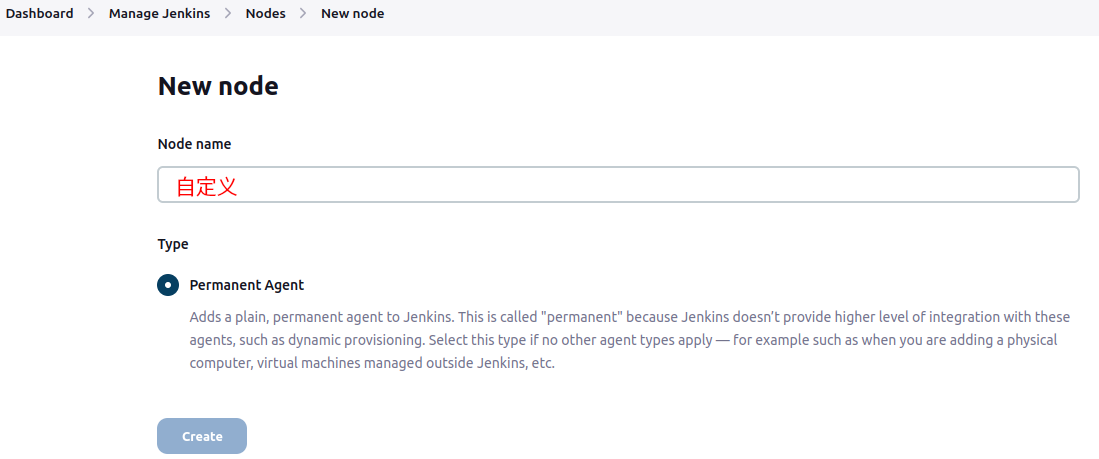 Dashboard > Manage Jenkins > Nodes > New node
New node
Node name
自定义
Type
Permanent Agent
Adds a plain, permanent agent to Jenkins. This is called "permanent" because Jenkins doesn’t provide higher level of integration with these
agents, such as dynamic provisioning. Select this type if no other agent types apply — for example such as when you are adding a physical
computer, virtual machines managed outside Jenkins, etc.
Create